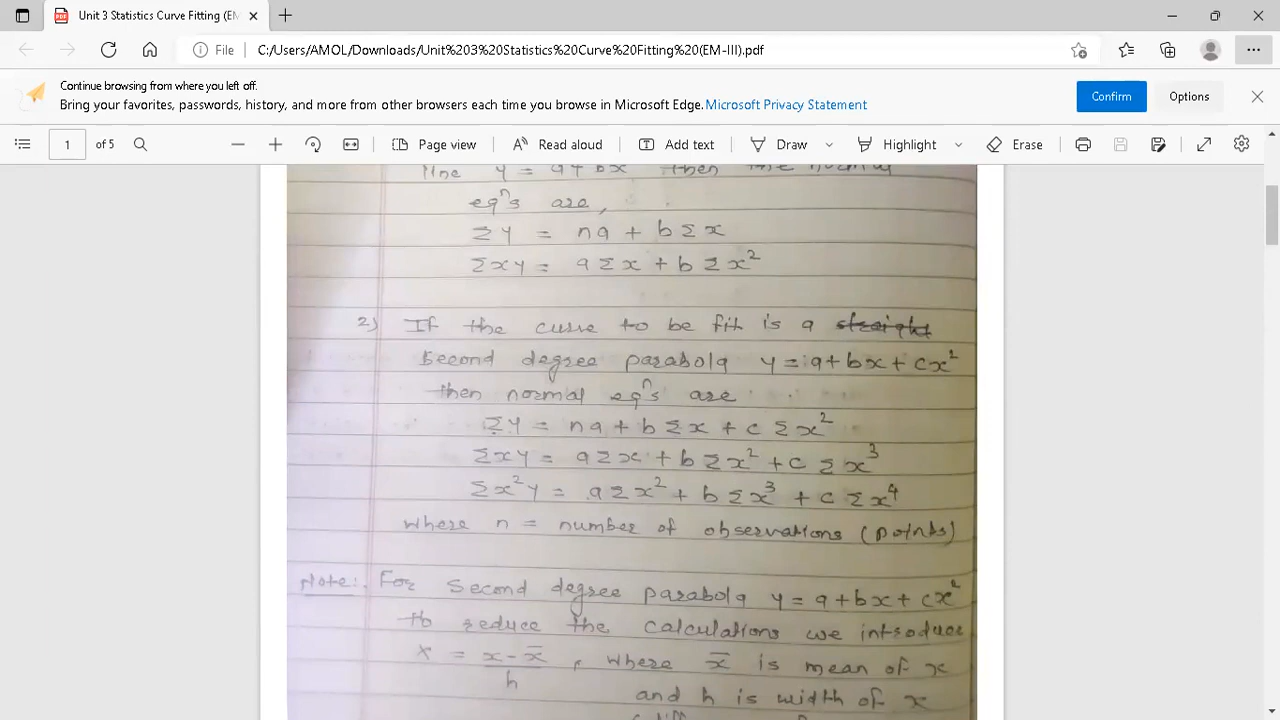 Unit 3 Statistics Curve Fitting (EM
File C:/Users/AMOL/Downloads/Unit%203%20Statistics%20Curve%20Fitting%20(EM-III).pdf
Continue browsing from where you left off.
Bring your favorites, passwords, history, and more from other browsers each time you browse in Microsoft Edge. Microsoft Privacy Statement
Confirm Options
1 of 5 Page view Read aloud Add text Draw Highlight Erase
line y = a + bx then the normal
eqⁿs are,
Σy = na + bΣx
Σxy = aΣx + bΣx²
2) If the curve to be fit is a straight
second degree parabola y = a + bx + cx²
then normal eqⁿs are
Σy = na + bΣx + cΣx²
Σxy = aΣx + bΣx² + cΣx³
Σx²y = aΣx² + bΣx³ + cΣx⁴
where n = number of observations (points)
Note:. For second degree parabola y = a + bx + cx²
to reduce the calculations we introduce
X = x - x̄ / h , where x̄ is mean of x
and h is width of x